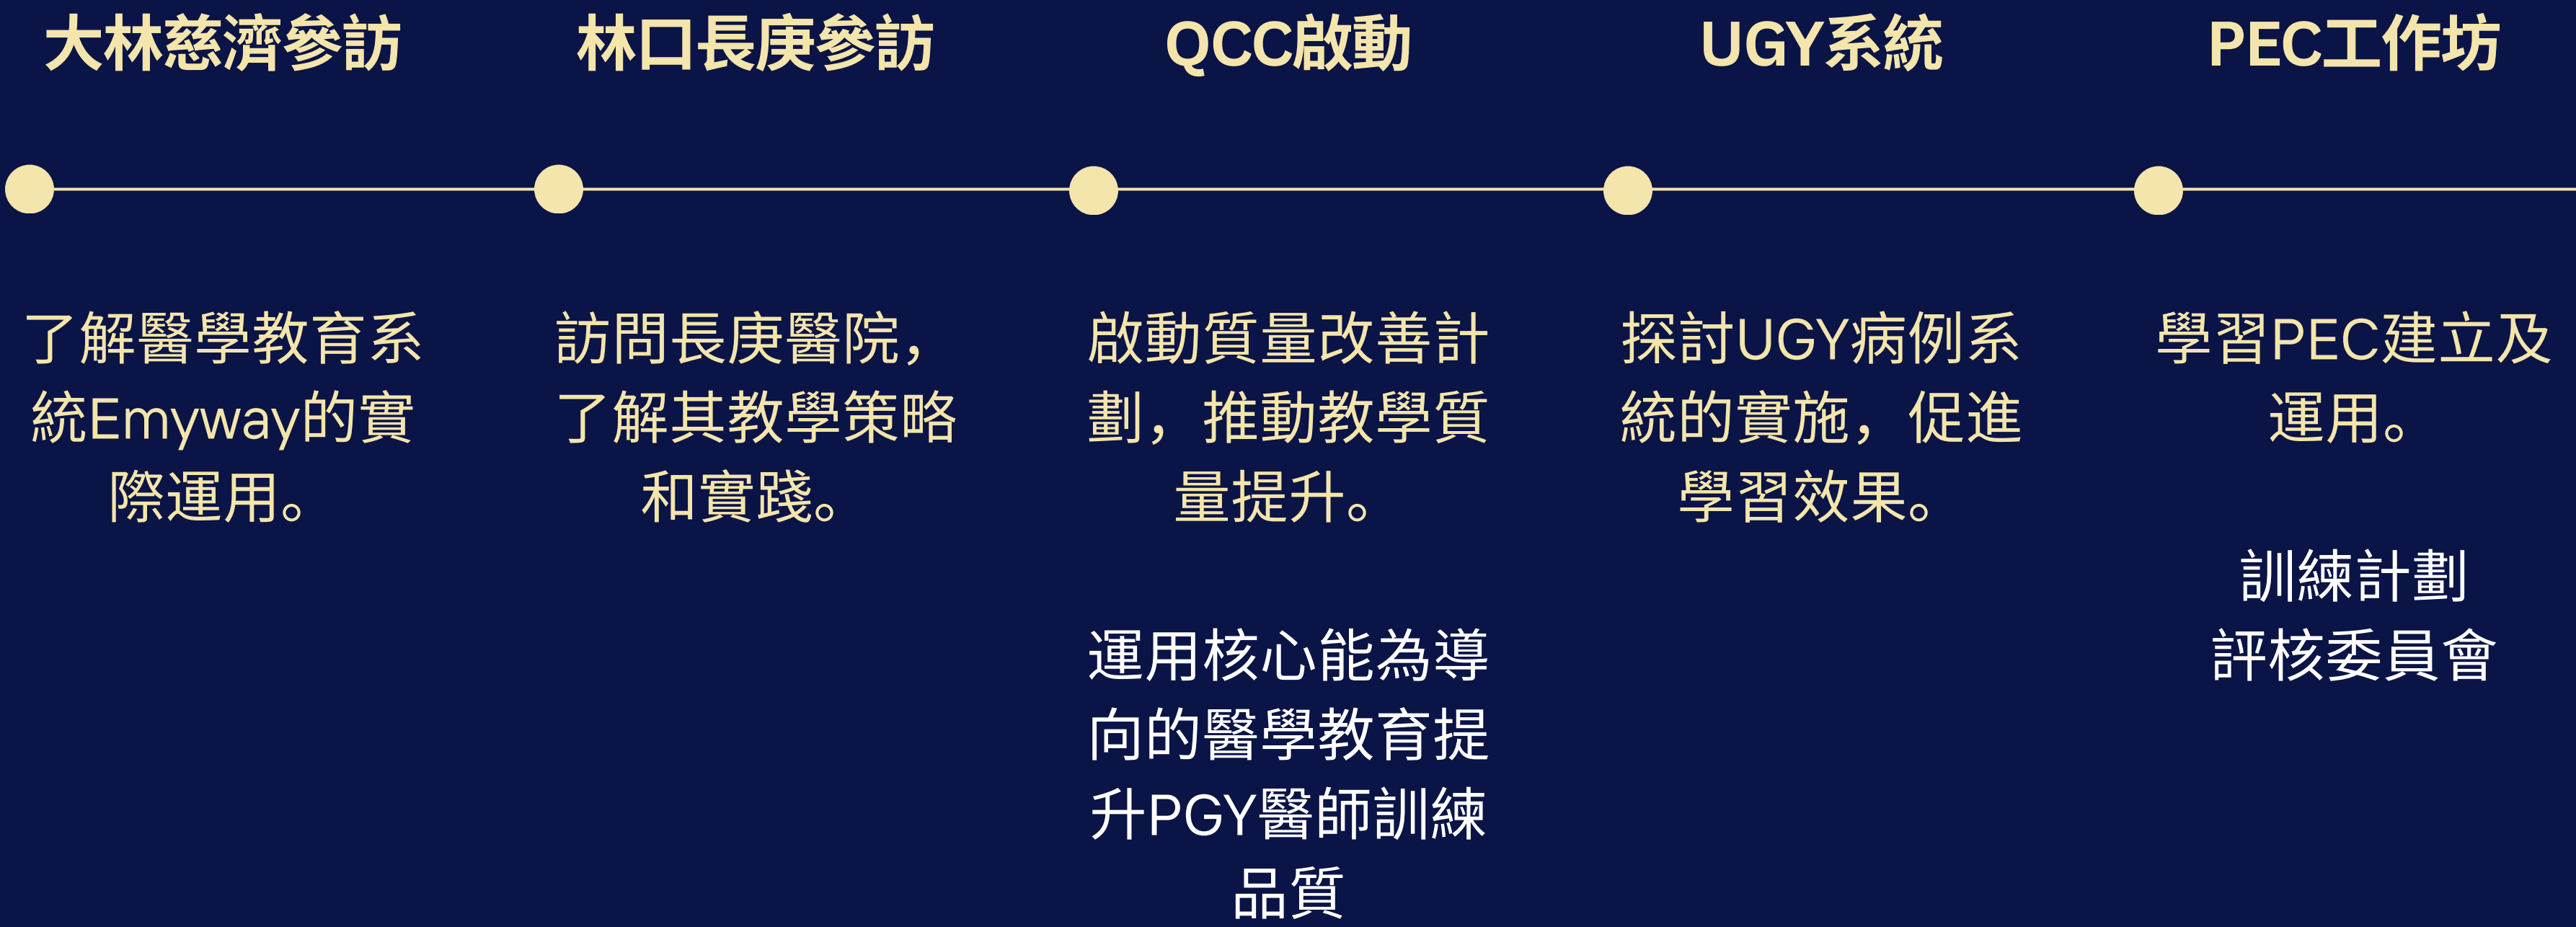 大林慈濟參訪
了解醫學教育系
統Enyway的實
際運用。
林口長庚參訪
訪問長庚醫院，
了解其教學策略
和實踐。
QCC啟動
啟動質量改善計
劃，推動教學質
量提升。
運用核心能為導
向的醫學教育提
升PGY醫師訓練
品質
UGY系統
探討UGY病例系
統的實施，促進
學習效果。
PEC工作坊
學習PEC建立及
運用。
訓練計劃
評核委員會